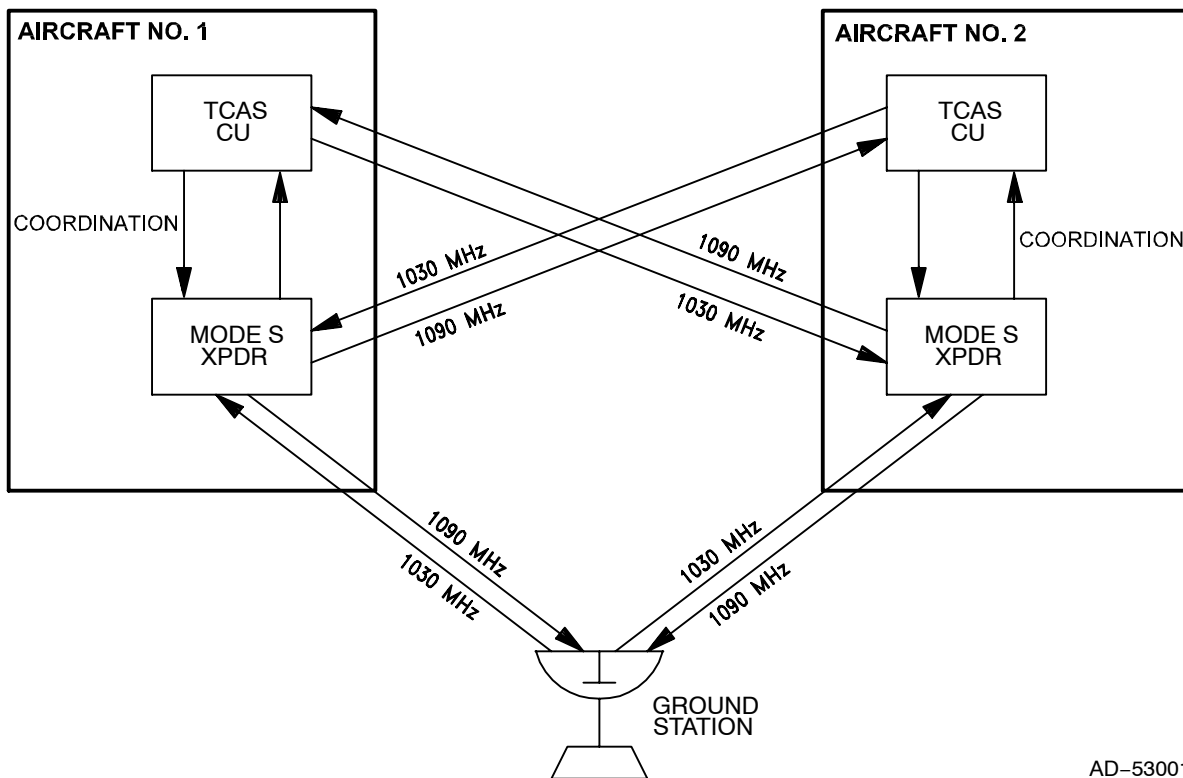 AIRCRAFT NO. 1
AIRCRAFT NO. 2
TCAS
CU
TCAS
CU
COORDINATION
COORDINATION
1030 MHz
1090 MHz
1090 MHz
1030 MHz
MODE S
XPDR
MODE S
XPDR
1090 MHz
1030 MHz
1030 MHz
1090 MHz
GROUND
STATION
AD–53001